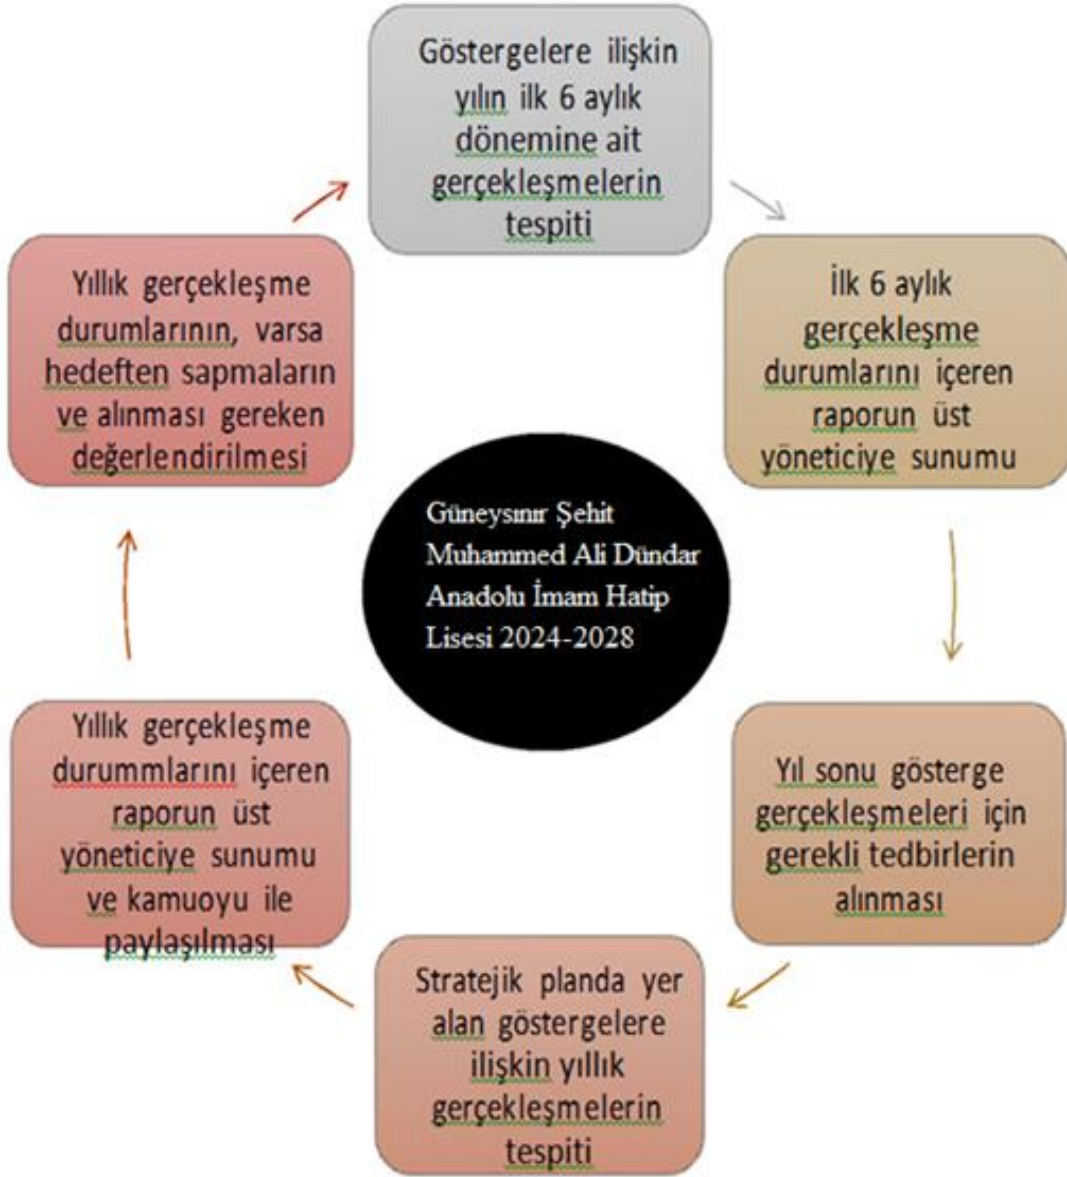 Göstergelere ilişkin
yılın ilk 6 aylık
dönemine ait
gerçekleşmelerin
tespiti
İlk 6 aylık
gerçekleşme
durumlarını içeren
raporun üst
yöneticiye sunumu
Yıl sonu gösterge
gerçekleşmeleri için
gerekli tedbirlerin
alınması
Stratejik planda yer
alan göstergelere
ilişkin yıllık
gerçekleşmelerin
tespiti
Yıllık gerçekleşme
durummlarını içeren
raporun üst
yöneticiye sunumu
ve kamuoyu ile
paylaşılması
Yıllık gerçekleşme
durumlarının, varsa
hedeften sapmaların
ve alınması gereken
değerlendirilmesi
Güneysınır Şehit
Muhammed Ali Dündar
Anadolu İmam Hatip
Lisesi 2024-2028